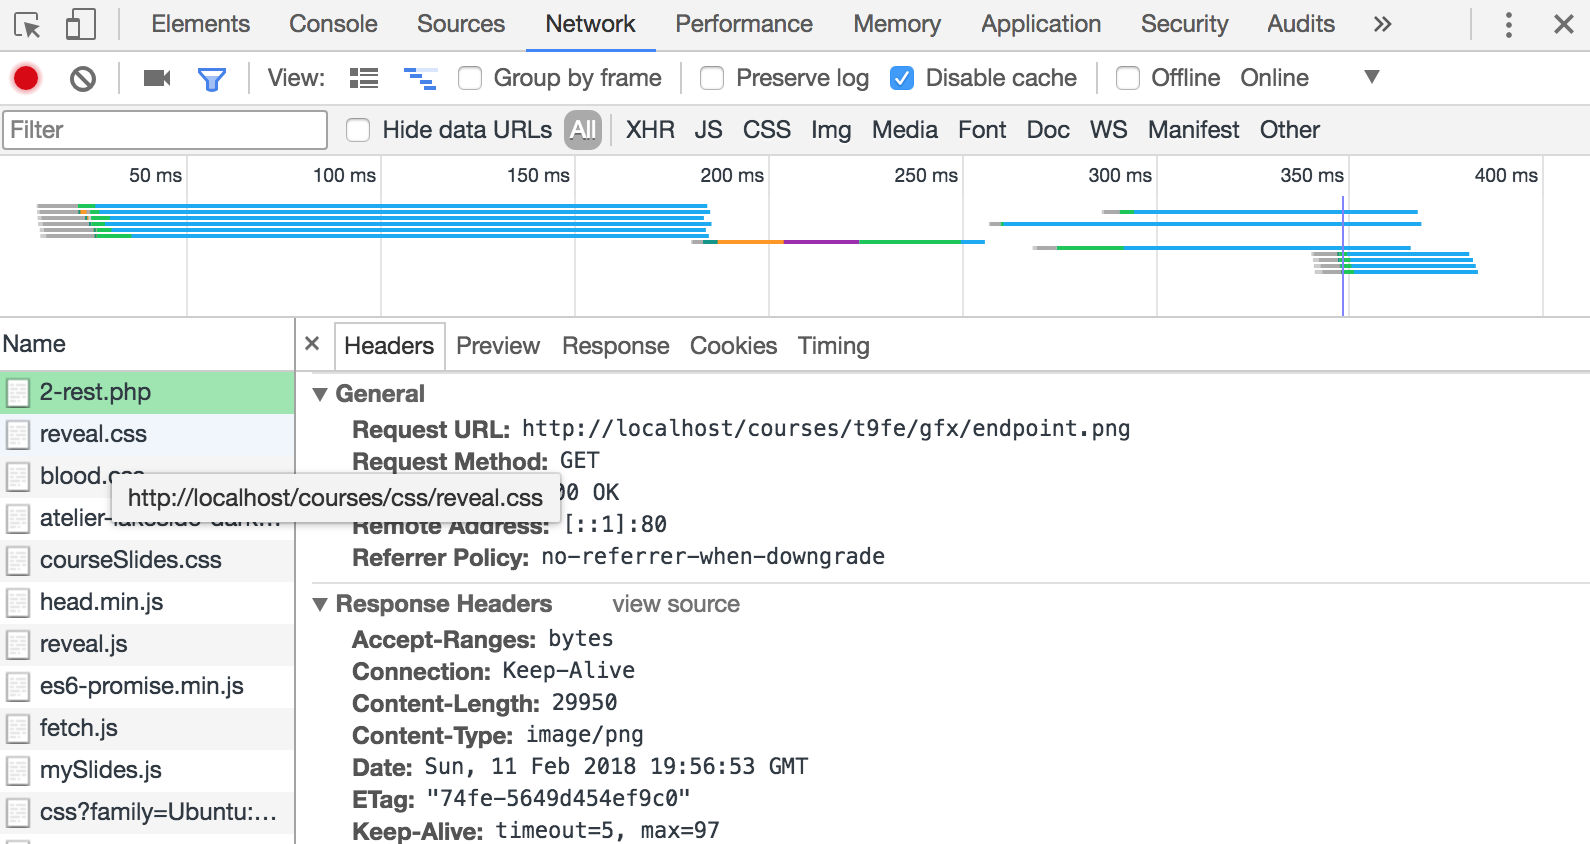 Elements Console Sources Network Performance Memory Application Security Audits »
View: Group by frame Preserve log Disable cache Offline Online ▼
Filter Hide data URLs All XHR JS CSS Img Media Font Doc WS Manifest Other
50 ms 100 ms 150 ms 200 ms 250 ms 300 ms 350 ms 400 ms
Name
2-rest.php
reveal.css
blood.css
courseSlides.css
head.min.js
reveal.js
es6-promise.min.js
fetch.js
mySlides.js
css?family=Ubuntu:...
http://localhost/courses/css/reveal.css
× Headers Preview Response Cookies Timing
▼ General
Request URL: http://localhost/courses/t9fe/gfx/endpoint.png
Request Method: GET
00 OK
Remote Address: [::1]:80
Referrer Policy: no-referrer-when-downgrade
▼ Response Headers view source
Accept-Ranges: bytes
Connection: Keep-Alive
Content-Length: 29950
Content-Type: image/png
Date: Sun, 11 Feb 2018 19:56:53 GMT
ETag: "74fe-5649d454ef9c0"
Keep-Alive: timeout=5, max=97